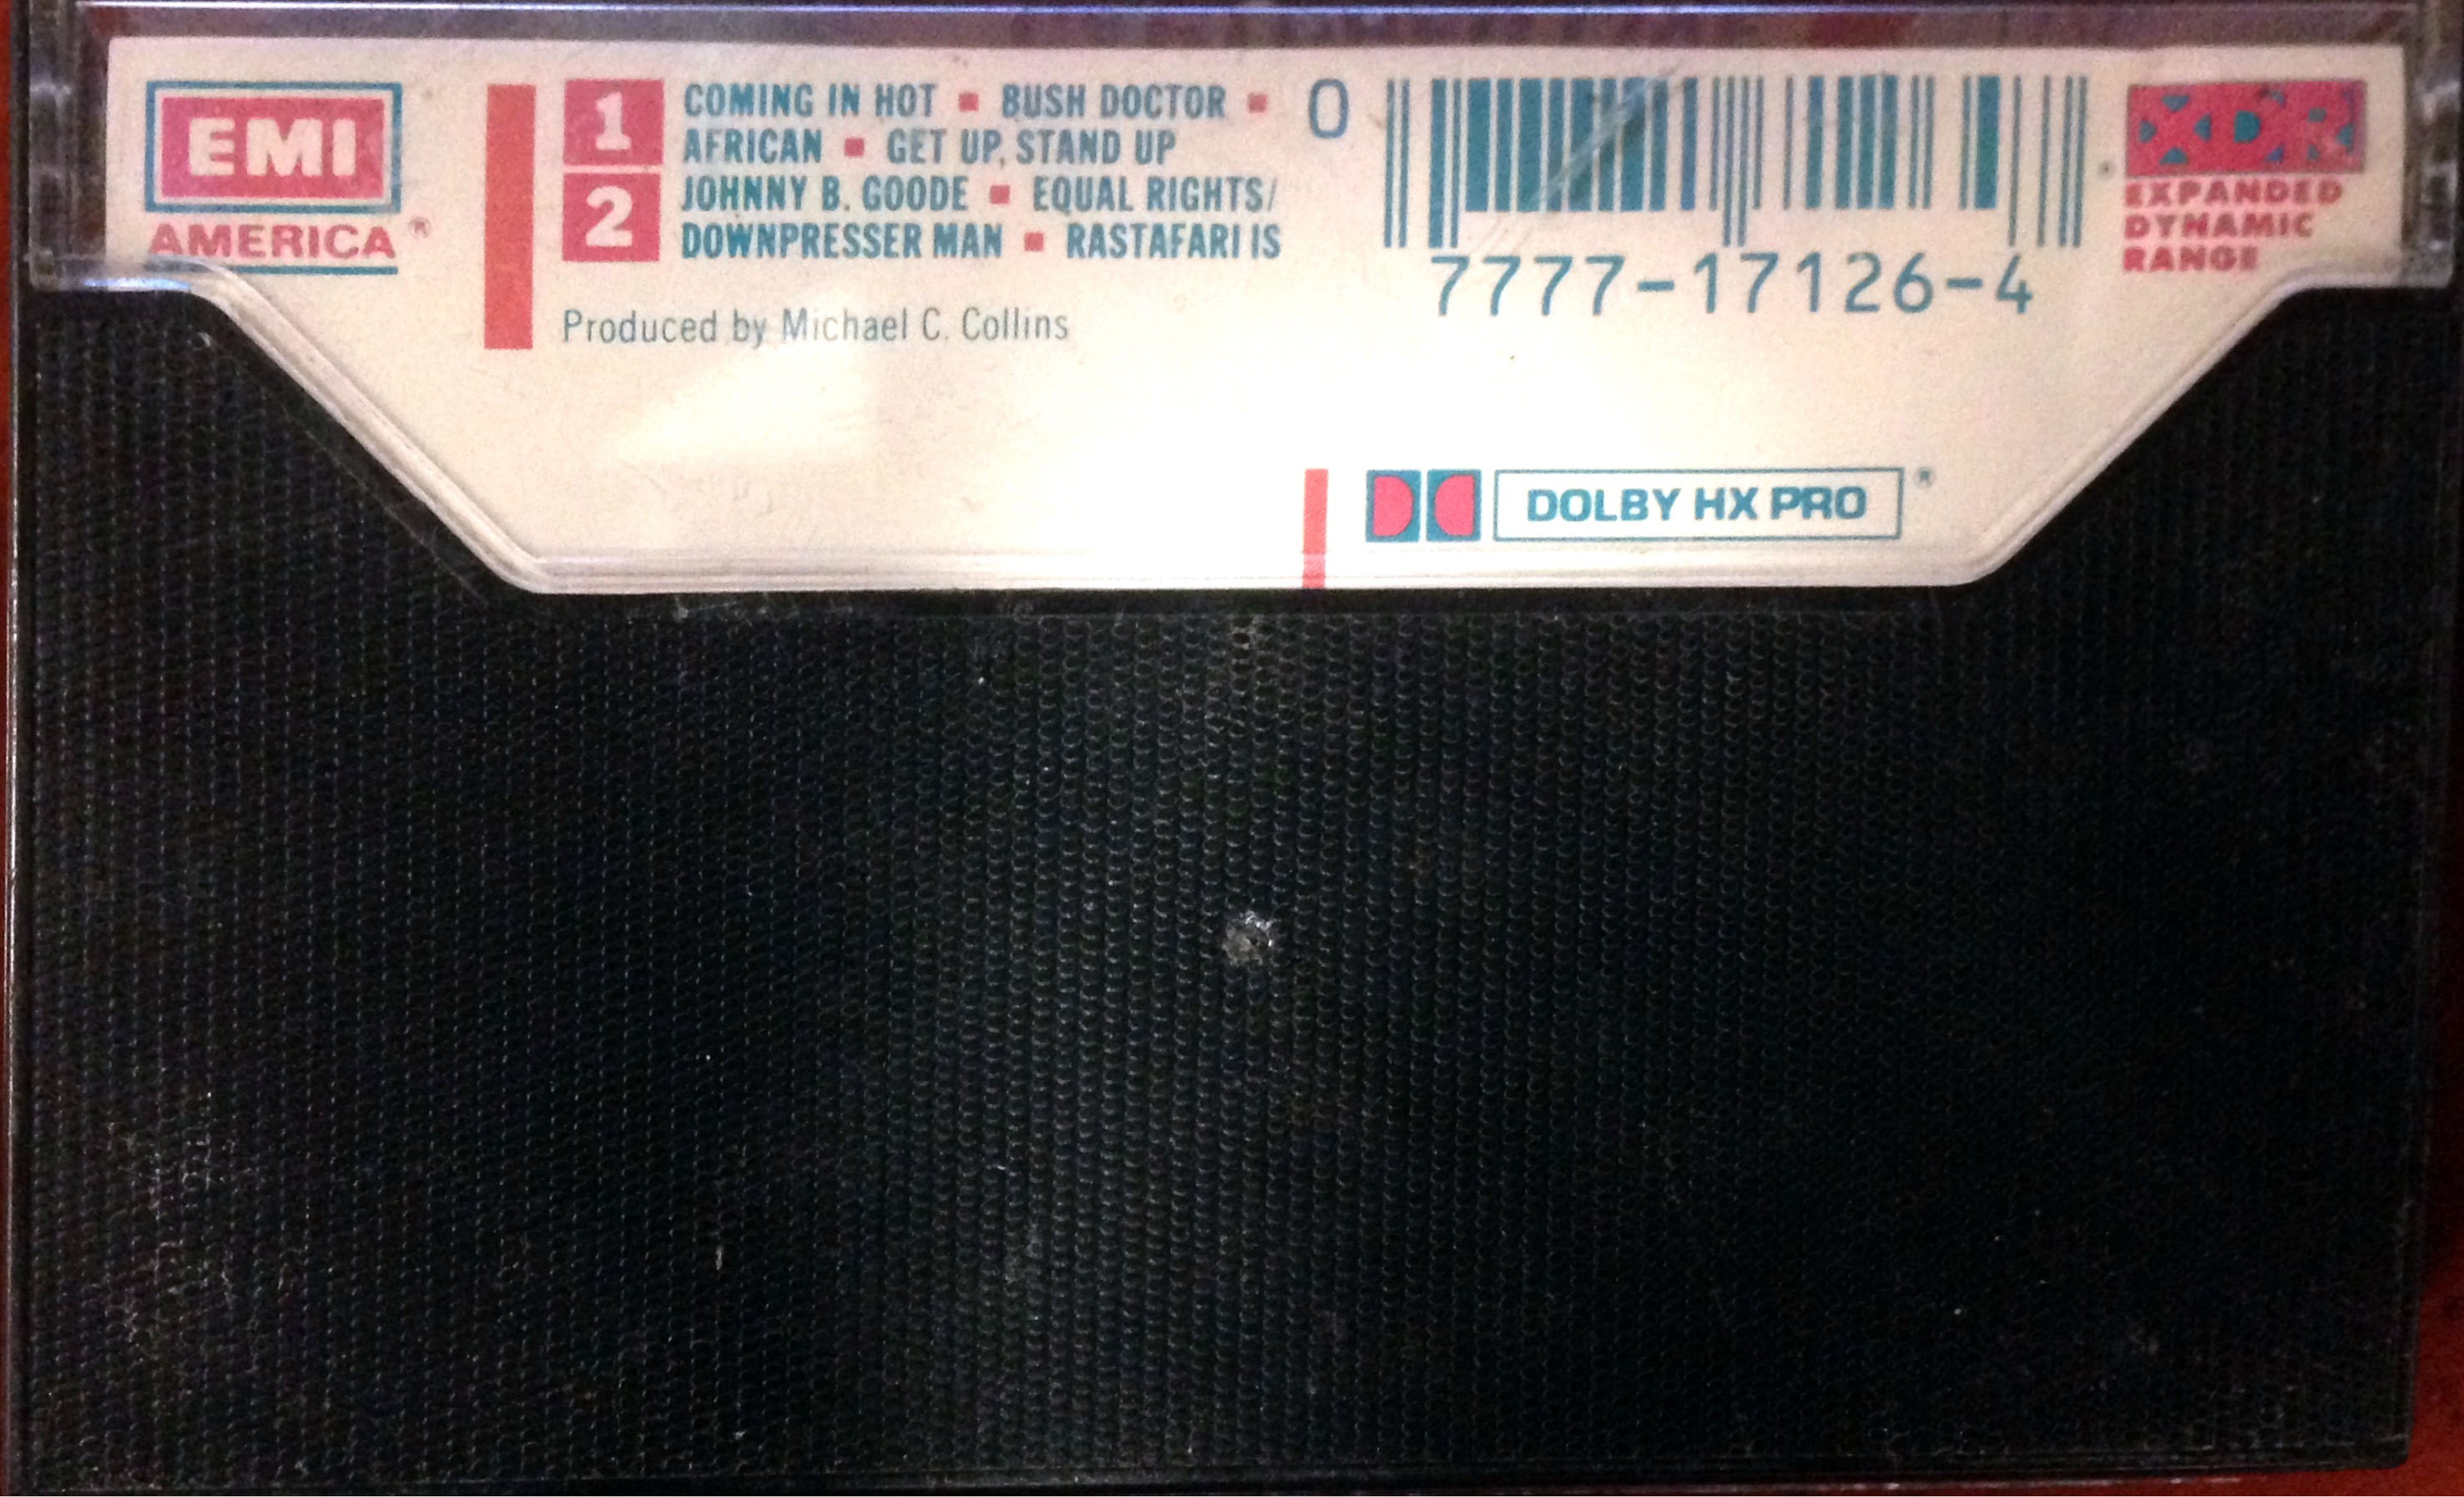 EMI
AMERICA®
1 COMING IN HOT ▪ BUSH DOCTOR ▪
AFRICAN ▪ GET UP, STAND UP
2 JOHNNY B. GOODE ▪ EQUAL RIGHTS/
DOWNPRESSER MAN ▪ RASTAFARI IS
Produced by Michael C. Collins
0
7777-17126-4
XDR
EXPANDED
DYNAMIC
RANGE
DOLBY HX PRO®